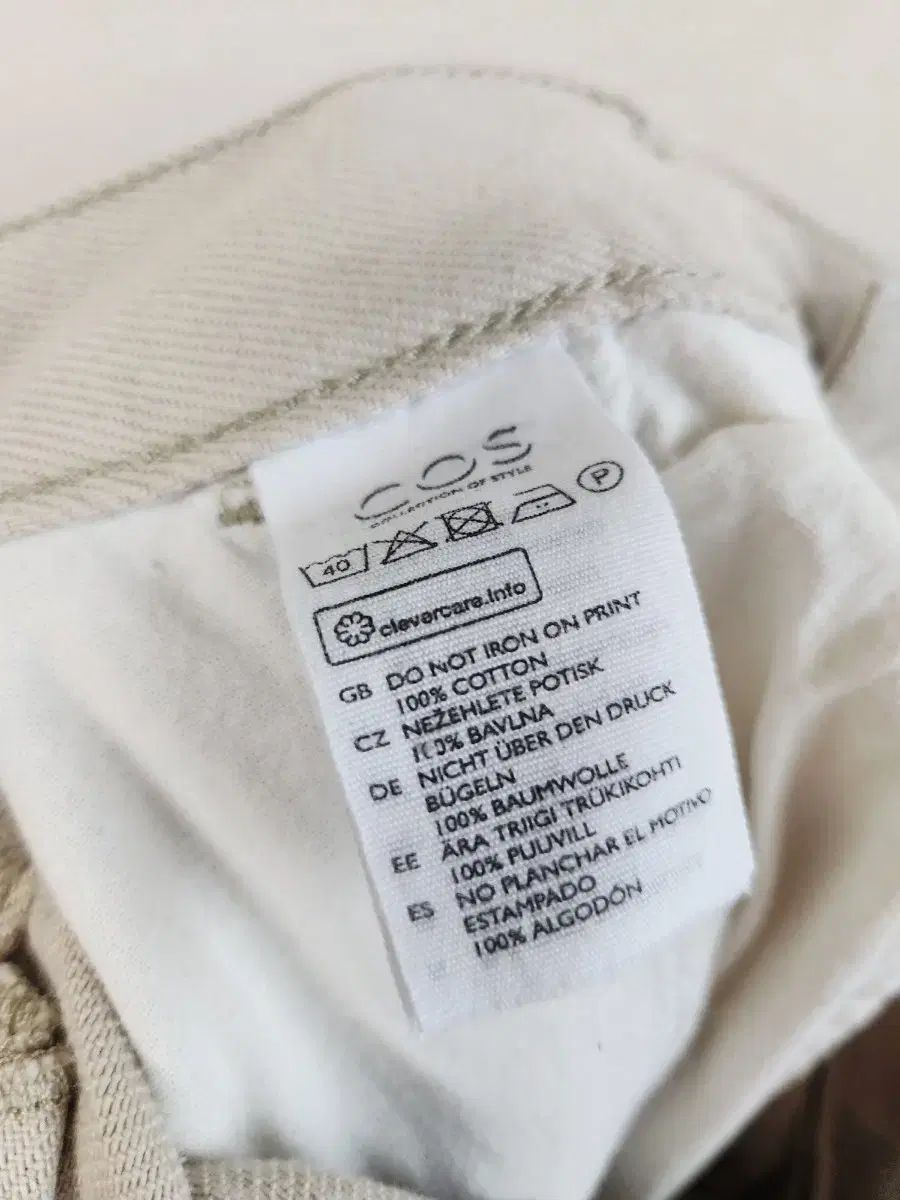 COS
COLLECTION OF STYLE
40 P
clevercare.info
GB DO NOT IRON ON PRINT
100% COTTON
CZ NEŽEHLETE POTISK
100% BAVLNA
DE NICHT ÜBER DEN DRUCK
BÜGELN
100% BAUMWOLLE
EE ÄRA TRIIGI TRÜKIKOHTI
100% PUUVILL
ES NO PLANCHAR EL MOTIVO
ESTAMPADO
100% ALGODÓN